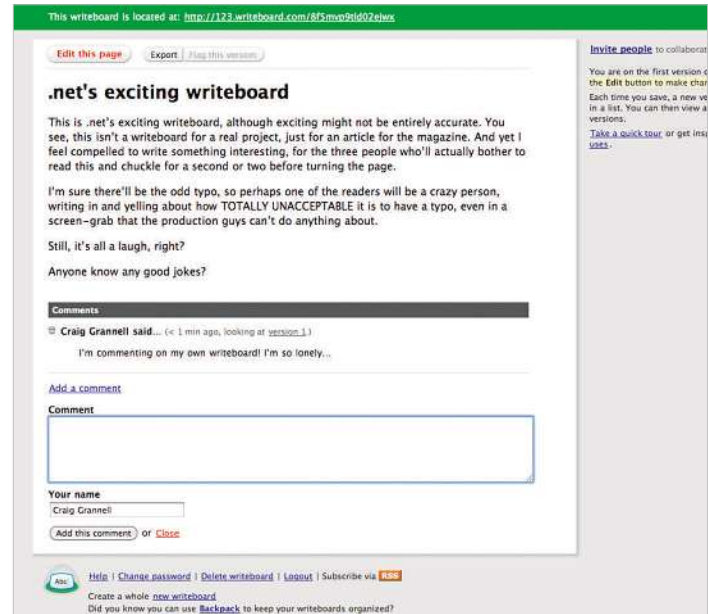 This writeboard is located at: http://123.writeboard.com/8f5mvp9tld02ejwx
Edit this page
Export
Flag this version
.net's exciting writeboard
This is .net's exciting writeboard, although exciting might not be entirely accurate. You
see, this isn't a writeboard for a real project, just for an article for the magazine. And yet I
feel compelled to write something interesting, for the three people who'll actually bother to
read this and chuckle for a second or two before turning the page.
I'm sure there'll be the odd typo, so perhaps one of the readers will be a crazy person,
writing in and yelling about how TOTALLY UNACCEPTABLE it is to have a typo, even in a
screen-grab that the production guys can't do anything about.
Still, it's all a laugh, right?
Anyone know any good jokes?
Comments
Craig Grannell said... (< 1 min ago, looking at version 1)
I'm commenting on my own writeboard! I'm so lonely...
Add a comment
Comment
Your name
Craig Grannell
Add this comment or Close
Abc
Help | Change password | Delete writeboard | Logout | Subscribe via RSS
Create a whole new writeboard
Did you know you can use Backpack to keep your writeboards organized?
Invite people to collaborat
You are on the first version
the Edit button to make chan
Each time you save, a new ve
in a list. You can then view a
versions.
Take a quick tour or get insp
uses.